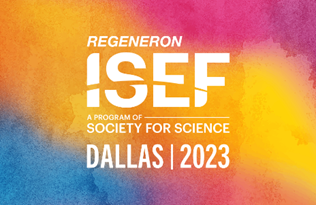 REGENERON
ISEF
A PROGRAM OF
SOCIETY FOR SCIENCE
DALLAS | 2023